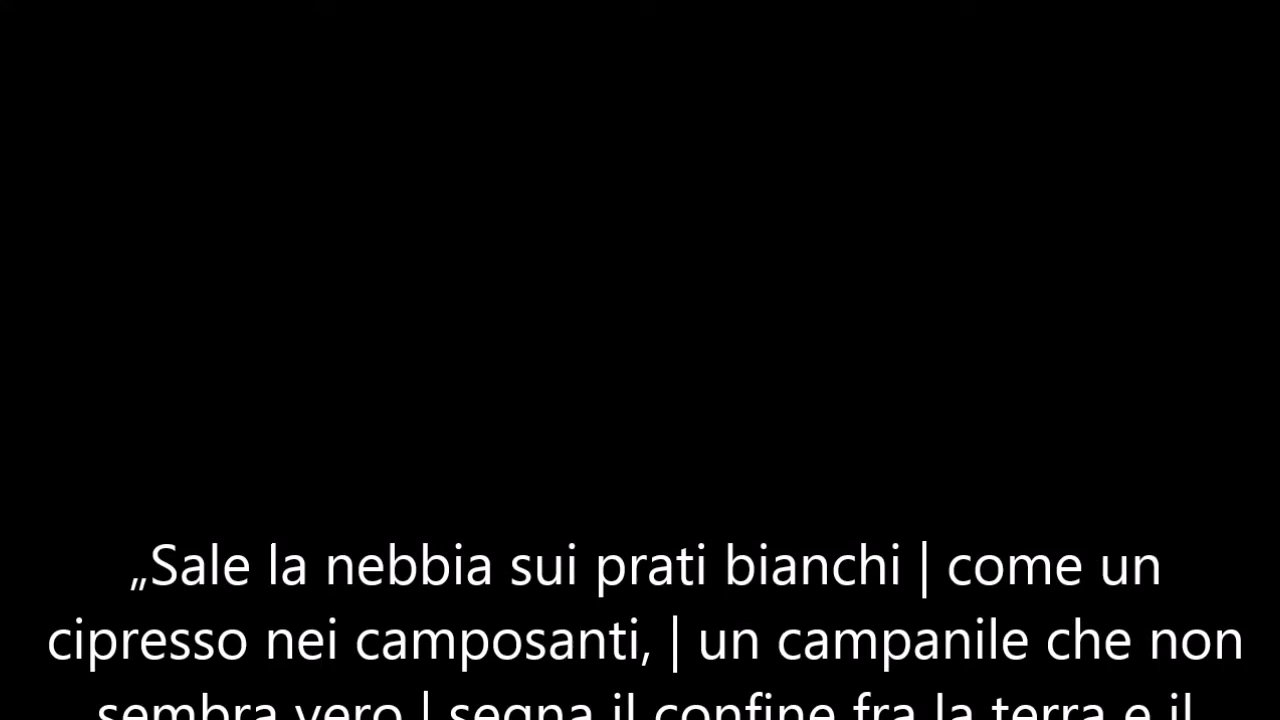 „Sale la nebbia sui prati bianchi | come un
cipresso nei camposanti, | un campanile che non
sembra vero | segna il confine fra la terra e il